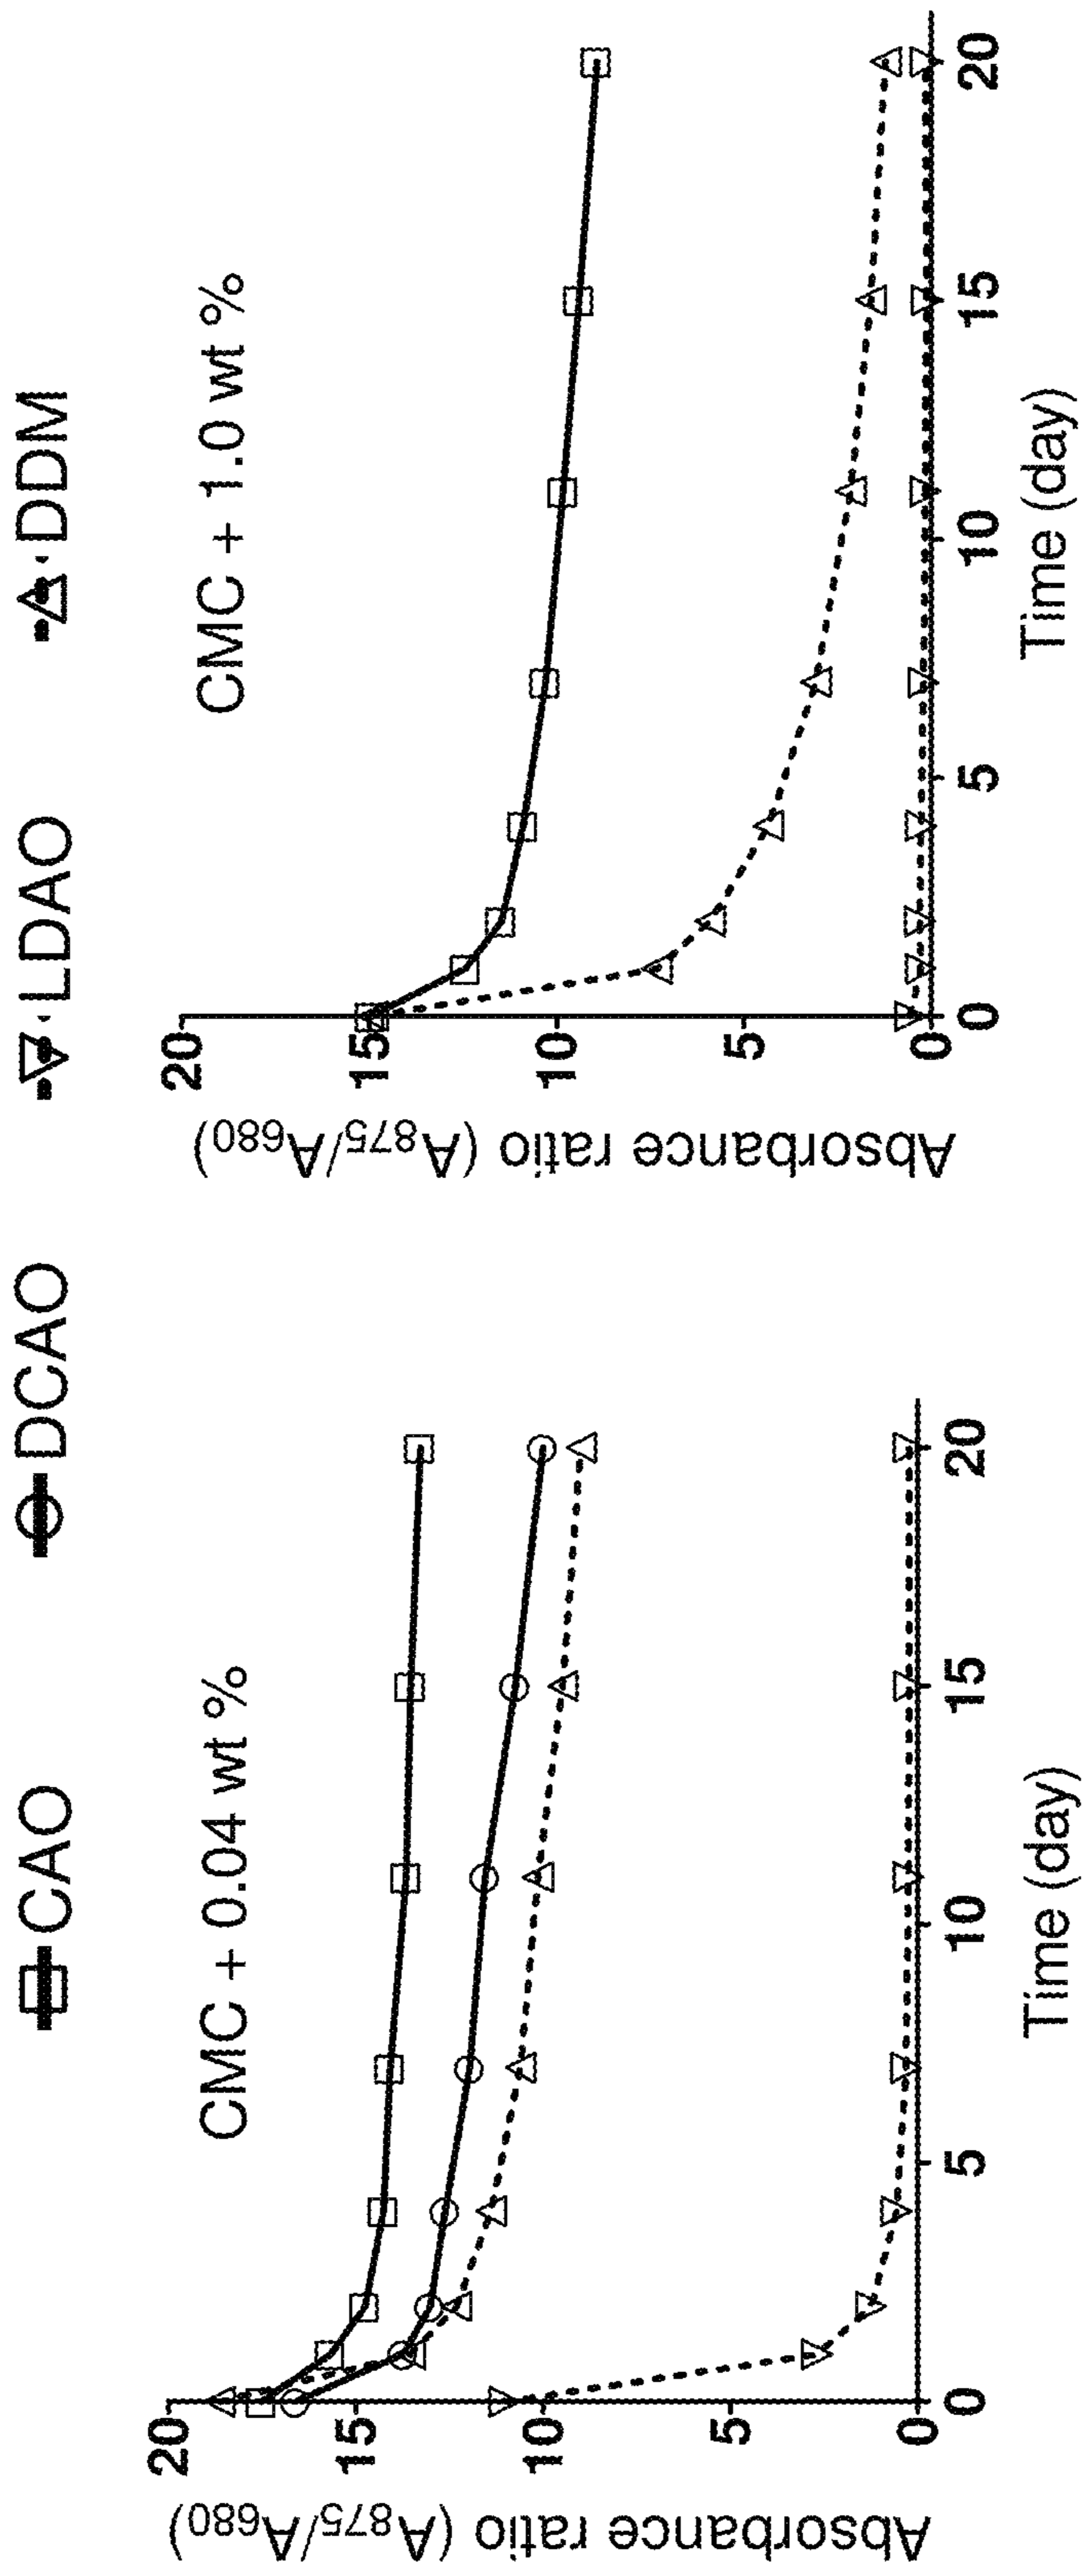 CAO DCAO LDAO DDM
CMC + 0.04 wt %
Absorbance ratio (A875/A680)
20
15
10
5
0
0 5 10 15 20
Time (day)
CMC + 1.0 wt %
Absorbance ratio (A875/A680)
20
15
10
5
0
0 5 10 15 20
Time (day)